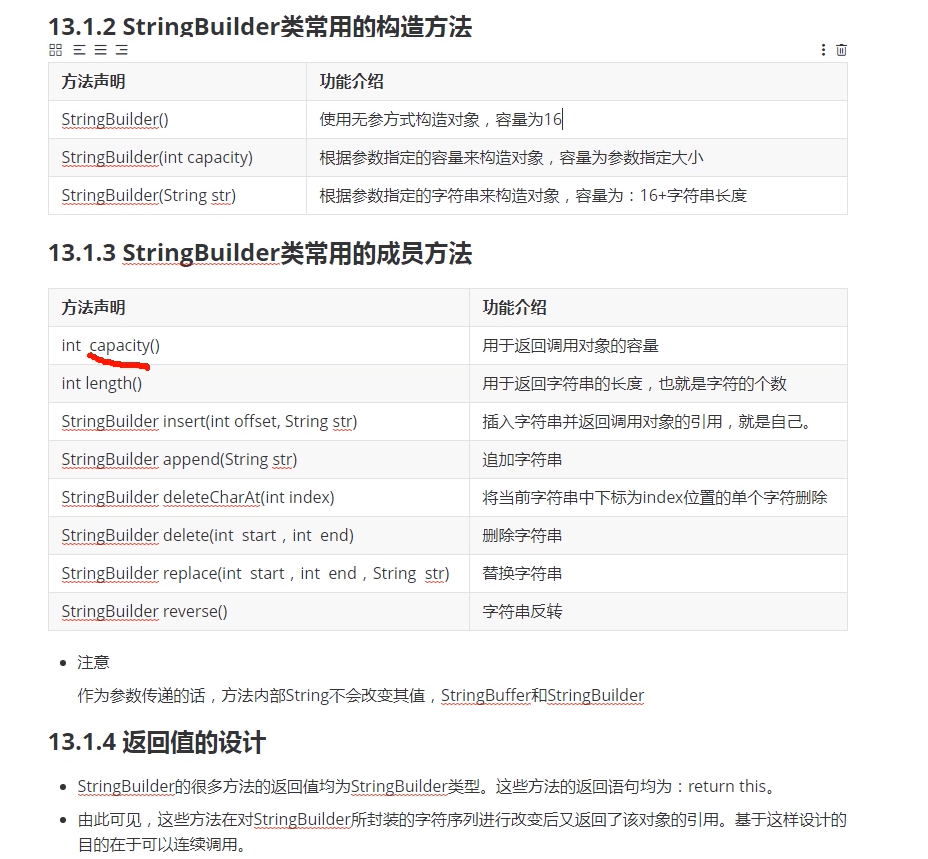 13.1.2 StringBuilder类常用的构造方法
方法声明 功能介绍
StringBuilder() 使用无参方式构造对象，容量为16
StringBuilder(int capacity) 根据参数指定的容量来构造对象，容量为参数指定大小
StringBuilder(String str) 根据参数指定的字符串来构造对象，容量为：16+字符串长度
13.1.3 StringBuilder类常用的成员方法
方法声明 功能介绍
int capacity() 用于返回调用对象的容量
int length() 用于返回字符串的长度，也就是字符的个数
StringBuilder insert(int offset, String str) 插入字符串并返回调用对象的引用，就是自己。
StringBuilder append(String str) 追加字符串
StringBuilder deleteCharAt(int index) 将当前字符串中下标为index位置的单个字符删除
StringBuilder delete(int start，int end) 删除字符串
StringBuilder replace(int start，int end，String str) 替换字符串
StringBuilder reverse() 字符串反转
注意
作为参数传递的话，方法内部String不会改变其值，StringBuffer和StringBuilder
13.1.4 返回值的设计
StringBuilder的很多方法的返回值均为StringBuilder类型。这些方法的返回语句均为：return this。
由此可见，这些方法在对StringBuilder所封装的字符序列进行改变后又返回了该对象的引用。基于这样设计的
目的在于可以连续调用。